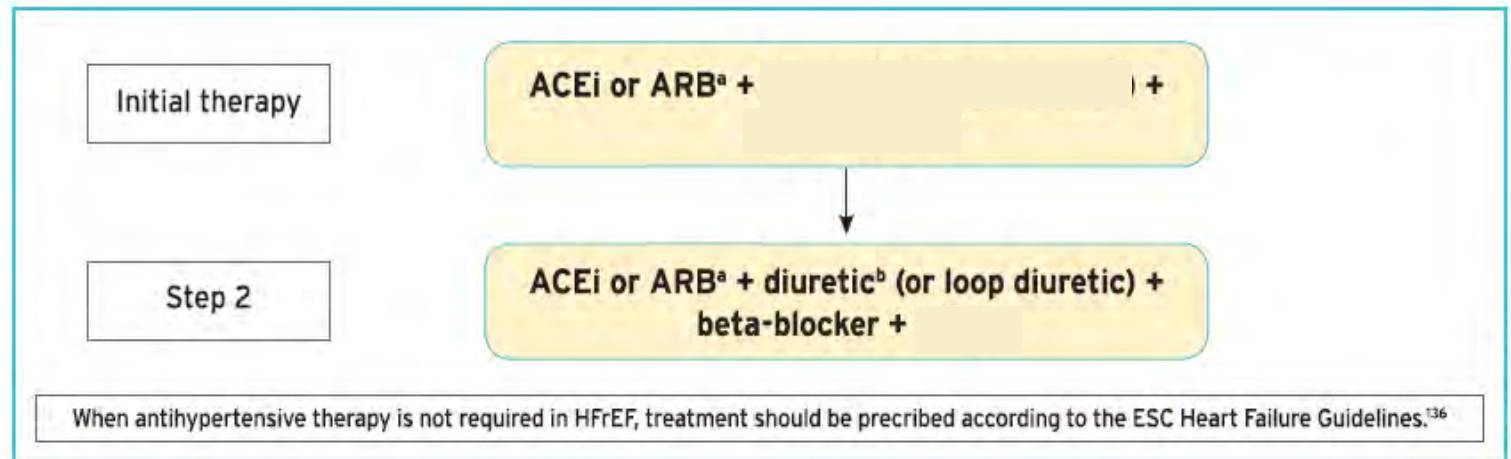 Initial therapy
ACEi or ARBᵃ + ) +
Step 2
ACEi or ARBᵃ + diureticᵇ (or loop diuretic) +
beta-blocker +
When antihypertensive therapy is not required in HFrEF, treatment should be precribed according to the ESC Heart Failure Guidelines.¹³⁶